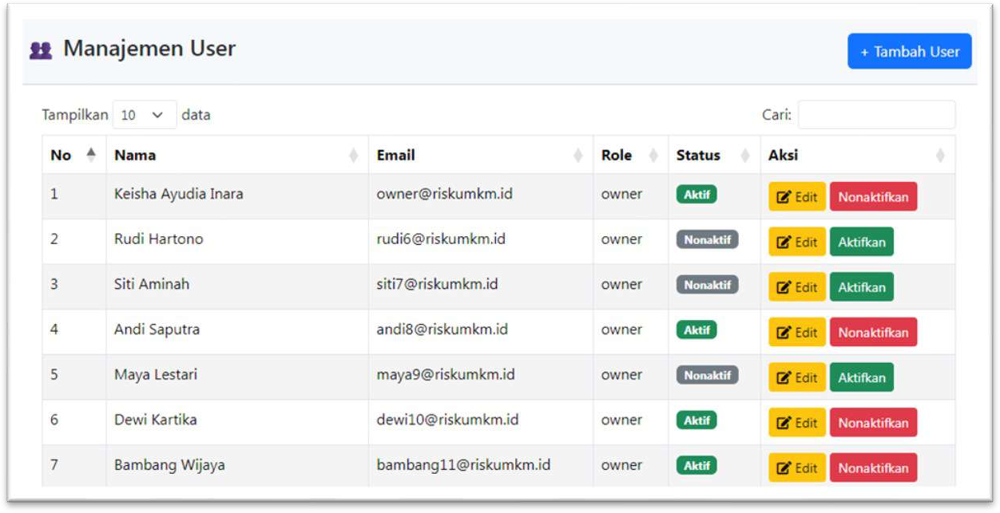 Manajemen User
+ Tambah User
Tampilkan 10 data
Cari:
No Nama Email Role Status Aksi
1 Keisha Ayudia Inara owner@riskumkm.id owner Aktif Edit Nonaktifkan
2 Rudi Hartono rudi6@riskumkm.id owner Nonaktif Edit Aktifkan
3 Siti Aminah siti7@riskumkm.id owner Nonaktif Edit Aktifkan
4 Andi Saputra andi8@riskumkm.id owner Aktif Edit Nonaktifkan
5 Maya Lestari maya9@riskumkm.id owner Nonaktif Edit Aktifkan
6 Dewi Kartika dewi10@riskumkm.id owner Aktif Edit Nonaktifkan
7 Bambang Wijaya bambang11@riskumkm.id owner Aktif Edit Nonaktifkan